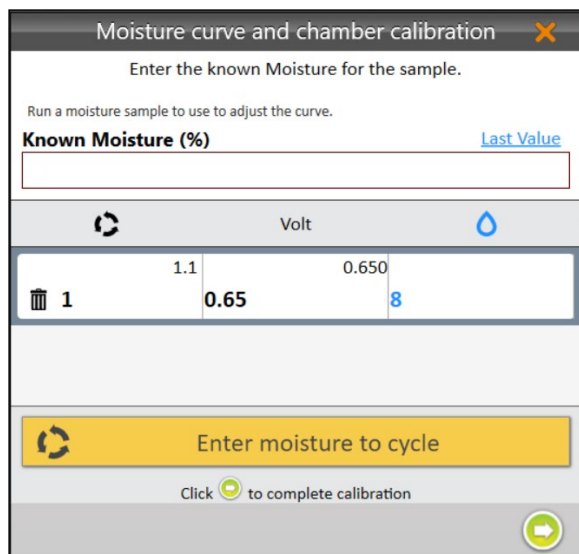 Moisture curve and chamber calibration
Enter the known Moisture for the sample.
Run a moisture sample to use to adjust the curve.
Known Moisture (%) Last Value
Volt
1.1 0.650
1 0.65 8
Enter moisture to cycle
Click to complete calibration